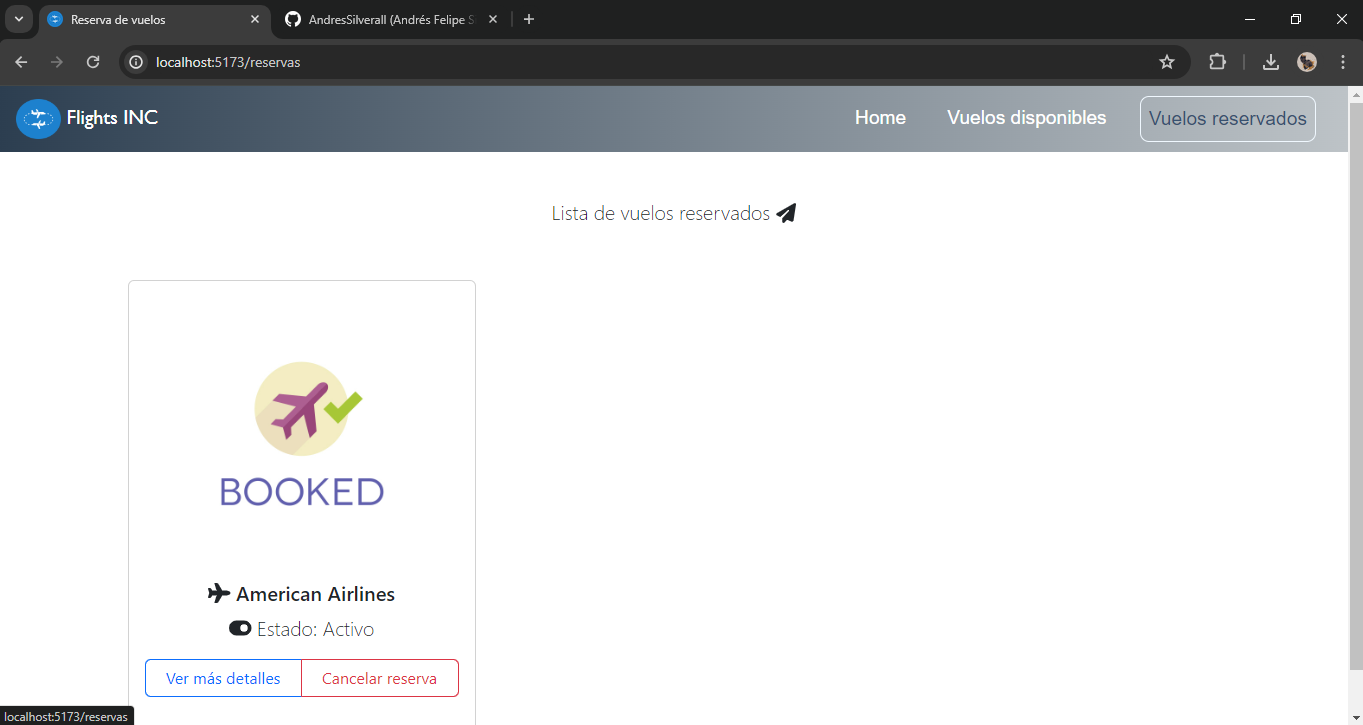 Reserva de vuelos
AndresSilverall (Andrés Felipe S
localhost:5173/reservas
Flights INC
Home
Vuelos disponibles
Vuelos reservados
Lista de vuelos reservados
BOOKED
American Airlines
Estado: Activo
Ver más detalles
Cancelar reserva
localhost:5173/reservas